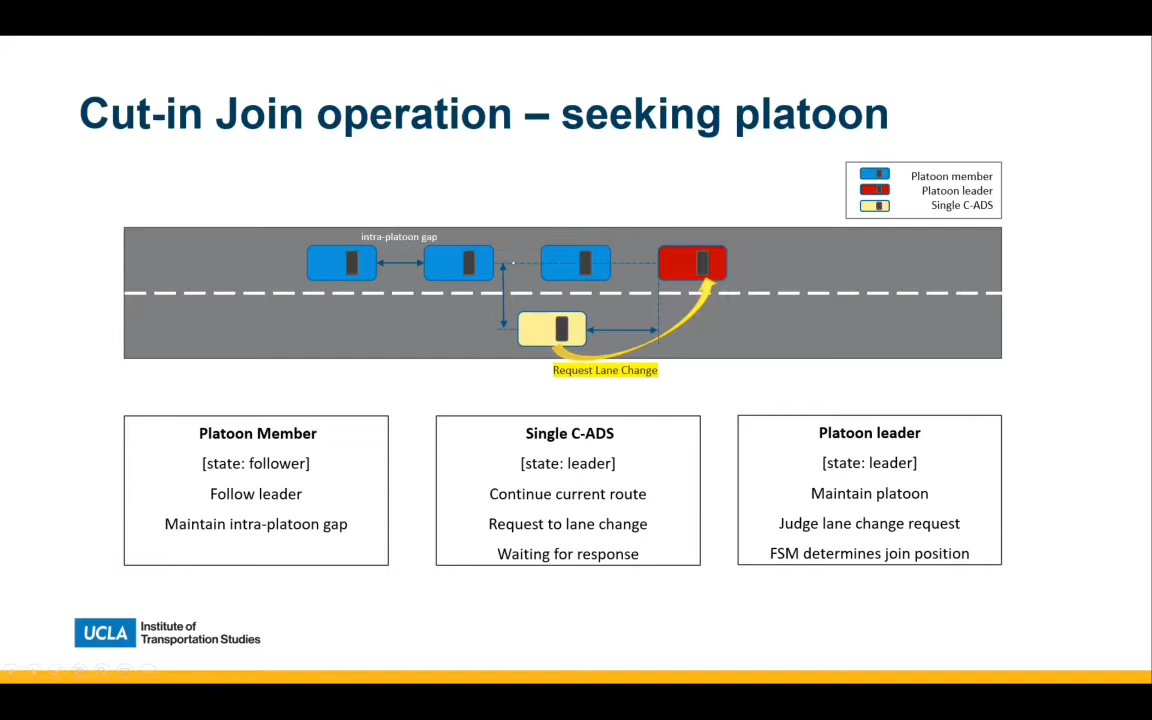 Cut-in Join operation – seeking platoon
Platoon member
Platoon leader
Single C-ADS
intra-platoon gap
Request Lane Change
Platoon Member
[state: follower]
Follow leader
Maintain intra-platoon gap
Single C-ADS
[state: leader]
Continue current route
Request to lane change
Waiting for response
Platoon leader
[state: leader]
Maintain platoon
Judge lane change request
FSM determines join position
UCLA
Institute of
Transportation Studies